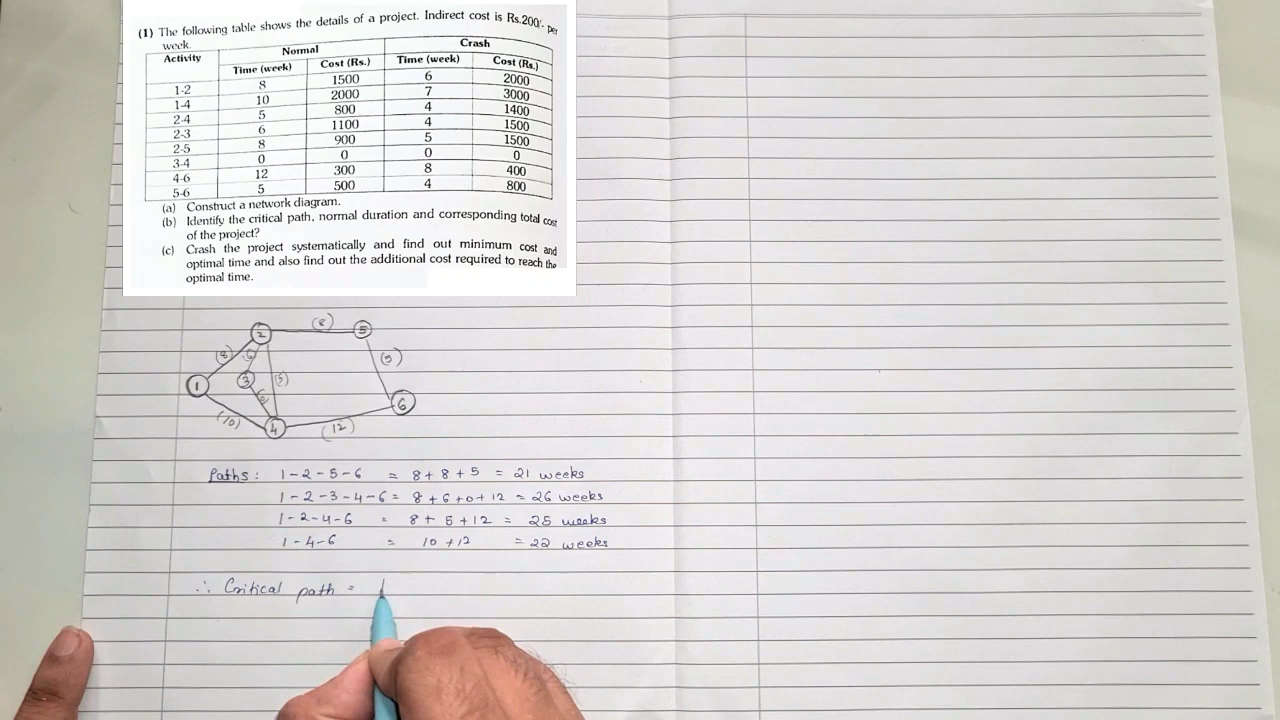 (1) The following table shows the details of a project. Indirect cost is Rs.200/. per
week.
Activity Normal Crash
Time (week) Cost (Rs.) Time (week) Cost (Rs.)
1-2 8 1500 6 2000
1-4 10 2000 7 3000
2-4 5 800 4 1400
2-3 6 1100 4 1500
2-5 8 900 5 1500
3-4 0 0 0 0
4-6 12 300 8 400
5-6 5 500 4 800
(a) Construct a network diagram.
(b) Identify the critical path, normal duration and corresponding total cost
of the project?
(c) Crash the project systematically and find out minimum cost and
optimal time and also find out the additional cost required to reach the
optimal time.
2 (8) 5
(8) (6) (5)
1 3 (5)
(0) 6
(10) 4 (12)
Paths: 1-2-5-6 = 8+8+5 = 21 weeks
1-2-3-4-6 = 8+6+0+12 = 26 weeks
1-2-4-6 = 8+5+12 = 25 weeks
1-4-6 = 10+12 = 22 weeks
∴ Critical path = 1